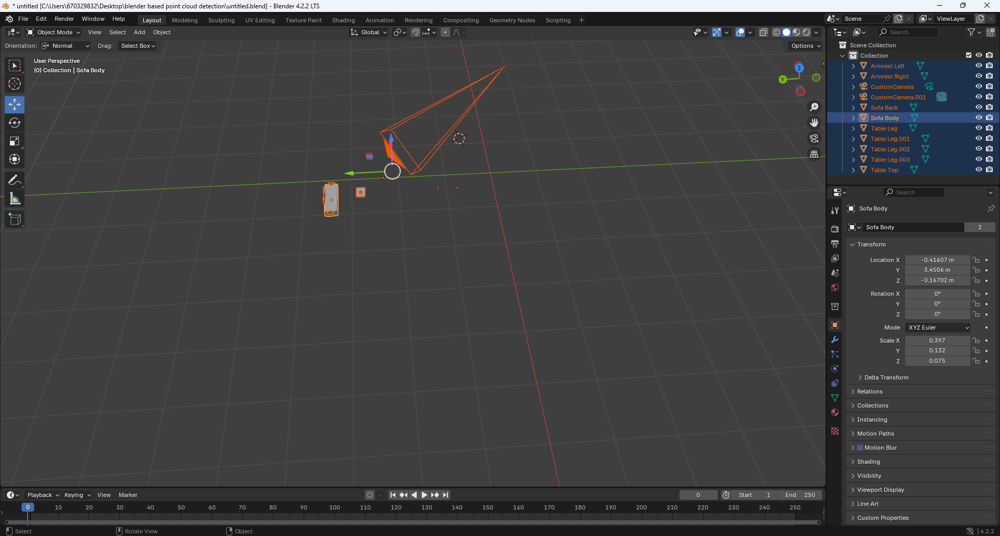 * untitled [C:\Users\670329832\Desktop\blender based point cloud detection\untitled.blend] - Blender 4.2.2 LTS
File Edit Render Window Help Layout Modeling Sculpting UV Editing Texture Paint Shading Animation Rendering Compositing Geometry Nodes Scripting + Scene ViewLayer
Object Mode View Select Add Object Global Search
Orientation: Normal Drag: Select Box Options
User Perspective
(0) Collection | Sofa Body
Z
Y
Scene Collection
Collection
Armrest Left
Armrest Right
CustomCamera
CustomCamera.001
Sofa Back
Sofa Body
Table Leg
Table Leg.001
Table Leg.002
Table Leg.003
Table Top
Search
Sofa Body
Sofa Body 2
Transform
Location X -0.41607 m
Y 3.4506 m
Z -0.16702 m
Rotation X 0°
Y 0°
Z 0°
Mode XYZ Euler
Scale X 0.397
Y 0.132
Z 0.075
Delta Transform
Relations
Collections
Instancing
Motion Paths
Motion Blur
Shading
Visibility
Viewport Display
Line Art
Custom Properties
Playback Keying View Marker 0 Start 1 End 250
0 10 20 30 40 50 60 70 80 90 100 110 120 130 140 150 160 170 180 190 200 210 220 230 240 250
Select Rotate View Object 4.2.2